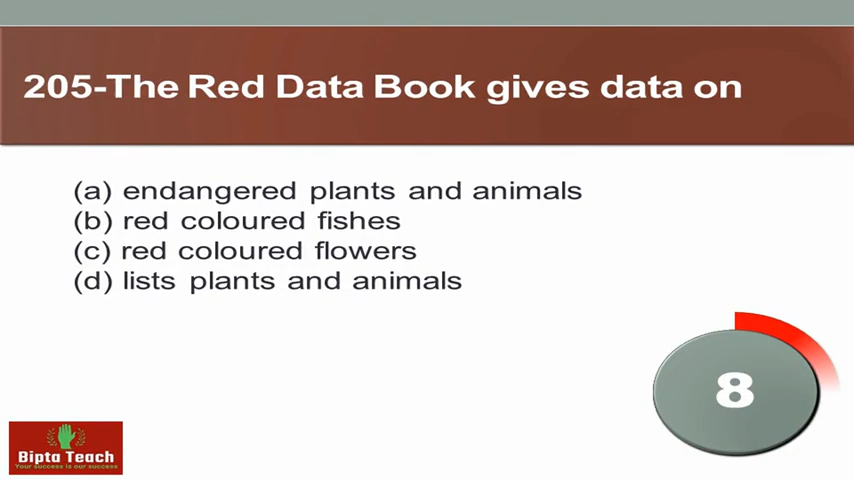 205-The Red Data Book gives data on
(a) endangered plants and animals
(b) red coloured fishes
(c) red coloured flowers
(d) lists plants and animals
8
Bipta Teach
Your success is our success